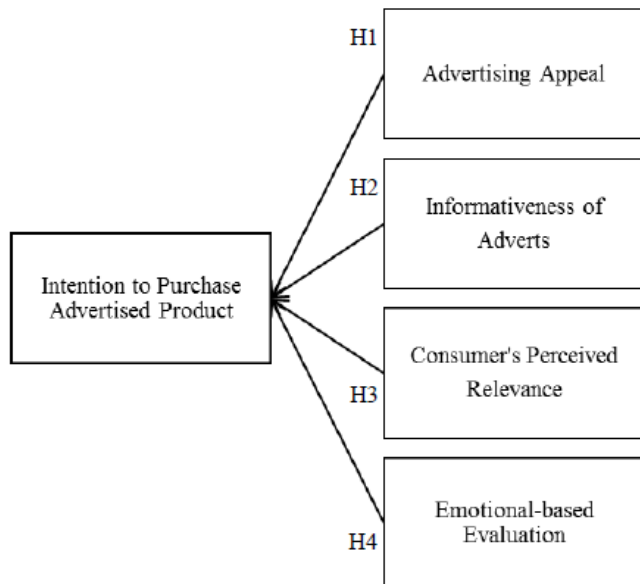 H1
Advertising Appeal
H2
Informativeness of
Adverts
Intention to Purchase
Advertised Product
Consumer's Perceived
Relevance
H3
Emotional-based
Evaluation
H4